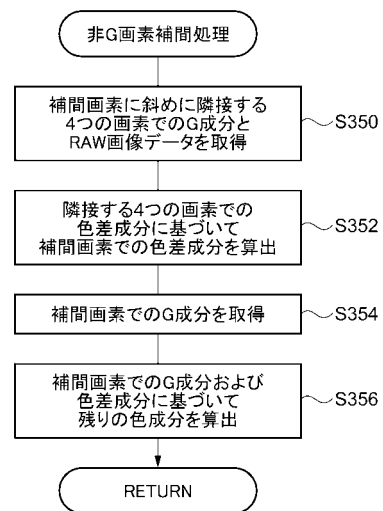 非G画素補間処理
補間画素に斜めに隣接する
4つの画素でのG成分と
RAW画像データを取得
S350
隣接する4つの画素での
色差成分に基づいて
補間画素での色差成分を算出
S352
補間画素でのG成分を取得
S354
補間画素でのG成分および
色差成分に基づいて
残りの色成分を算出
S356
RETURN